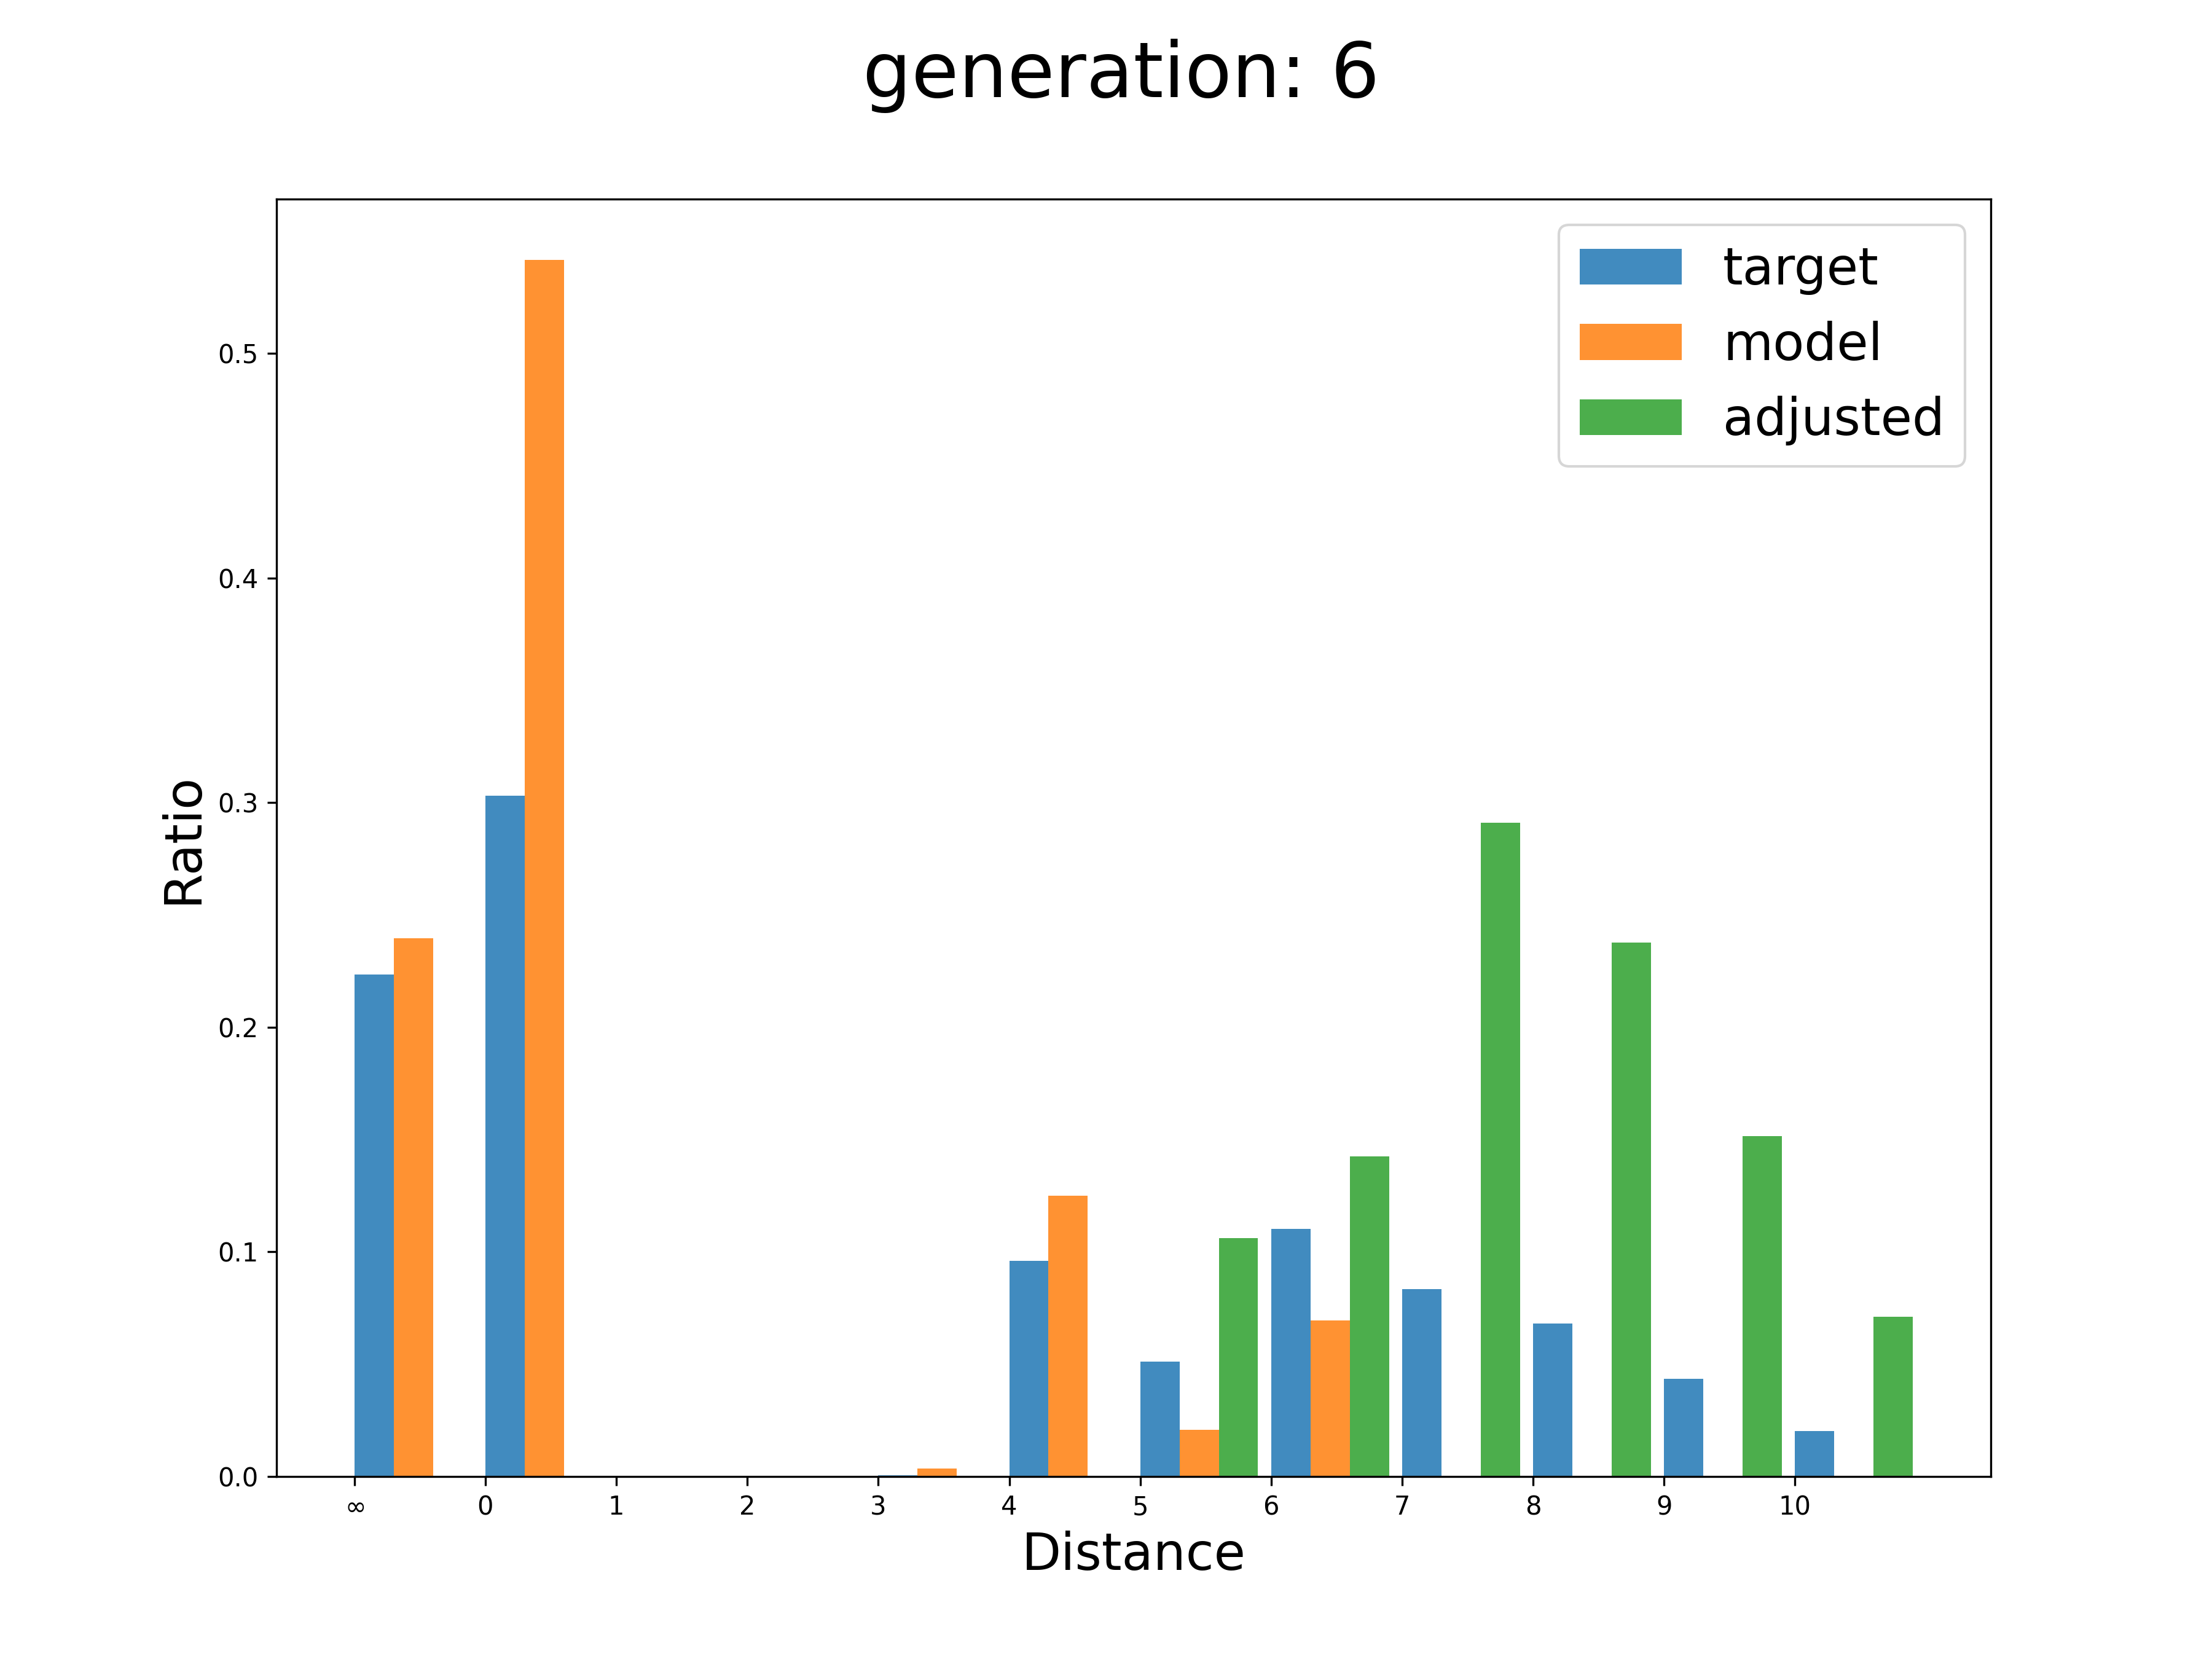 generation: 6
target
model
adjusted
Ratio
0.5
0.4
0.3
0.2
0.1
0.0
∞ 0 1 2 3 4 5 6 7 8 9 10
Distance